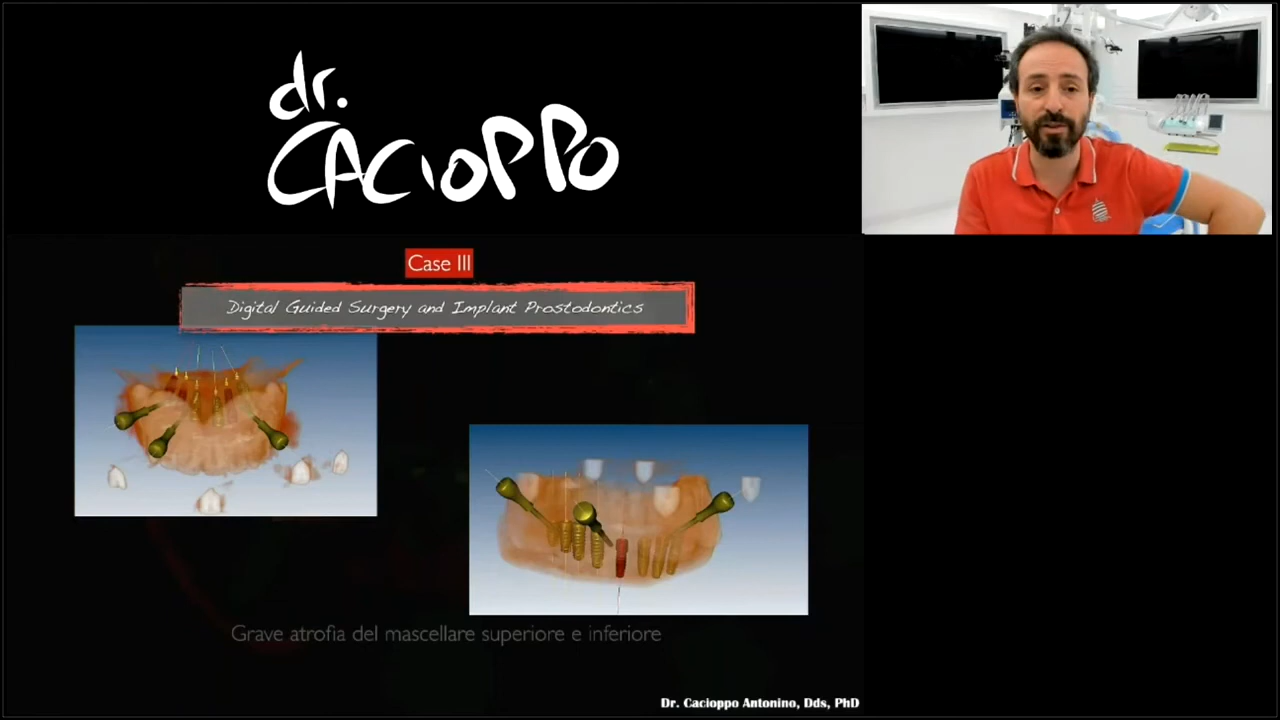 dr.
CACIOPPO
Case III
Digital Guided Surgery and Implant Prostodontics
Grave atrofia del mascellare superiore e inferiore
Dr. Cacioppo Antonino, Dds, PhD